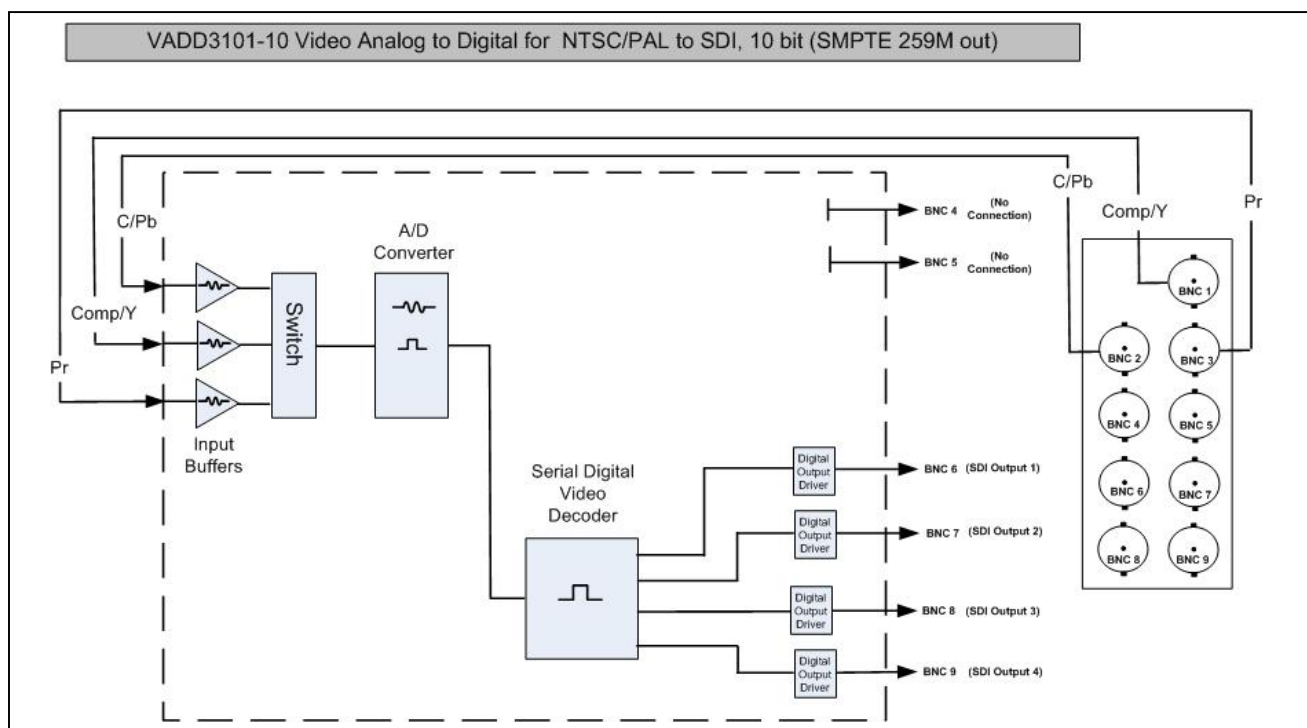 VADD3101-10 Video Analog to Digital for NTSC/PAL to SDI, 10 bit (SMPTE 259M out)
C/Pb
Comp/Y
Pr
Input
Buffers
Switch
A/D
Converter
Serial Digital
Video
Decoder
Digital
Output
Driver
Digital
Output
Driver
Digital
Output
Driver
Digital
Output
Driver
BNC 4 (No
Connection)
BNC 5 (No
Connection)
BNC 6 (SDI Output 1)
BNC 7 (SDI Output 2)
BNC 8 (SDI Output 3)
BNC 9 (SDI Output 4)
C/Pb
Comp/Y
Pr
BNC 1
BNC 2
BNC 3
BNC 4
BNC 5
BNC 6
BNC 7
BNC 8
BNC 9